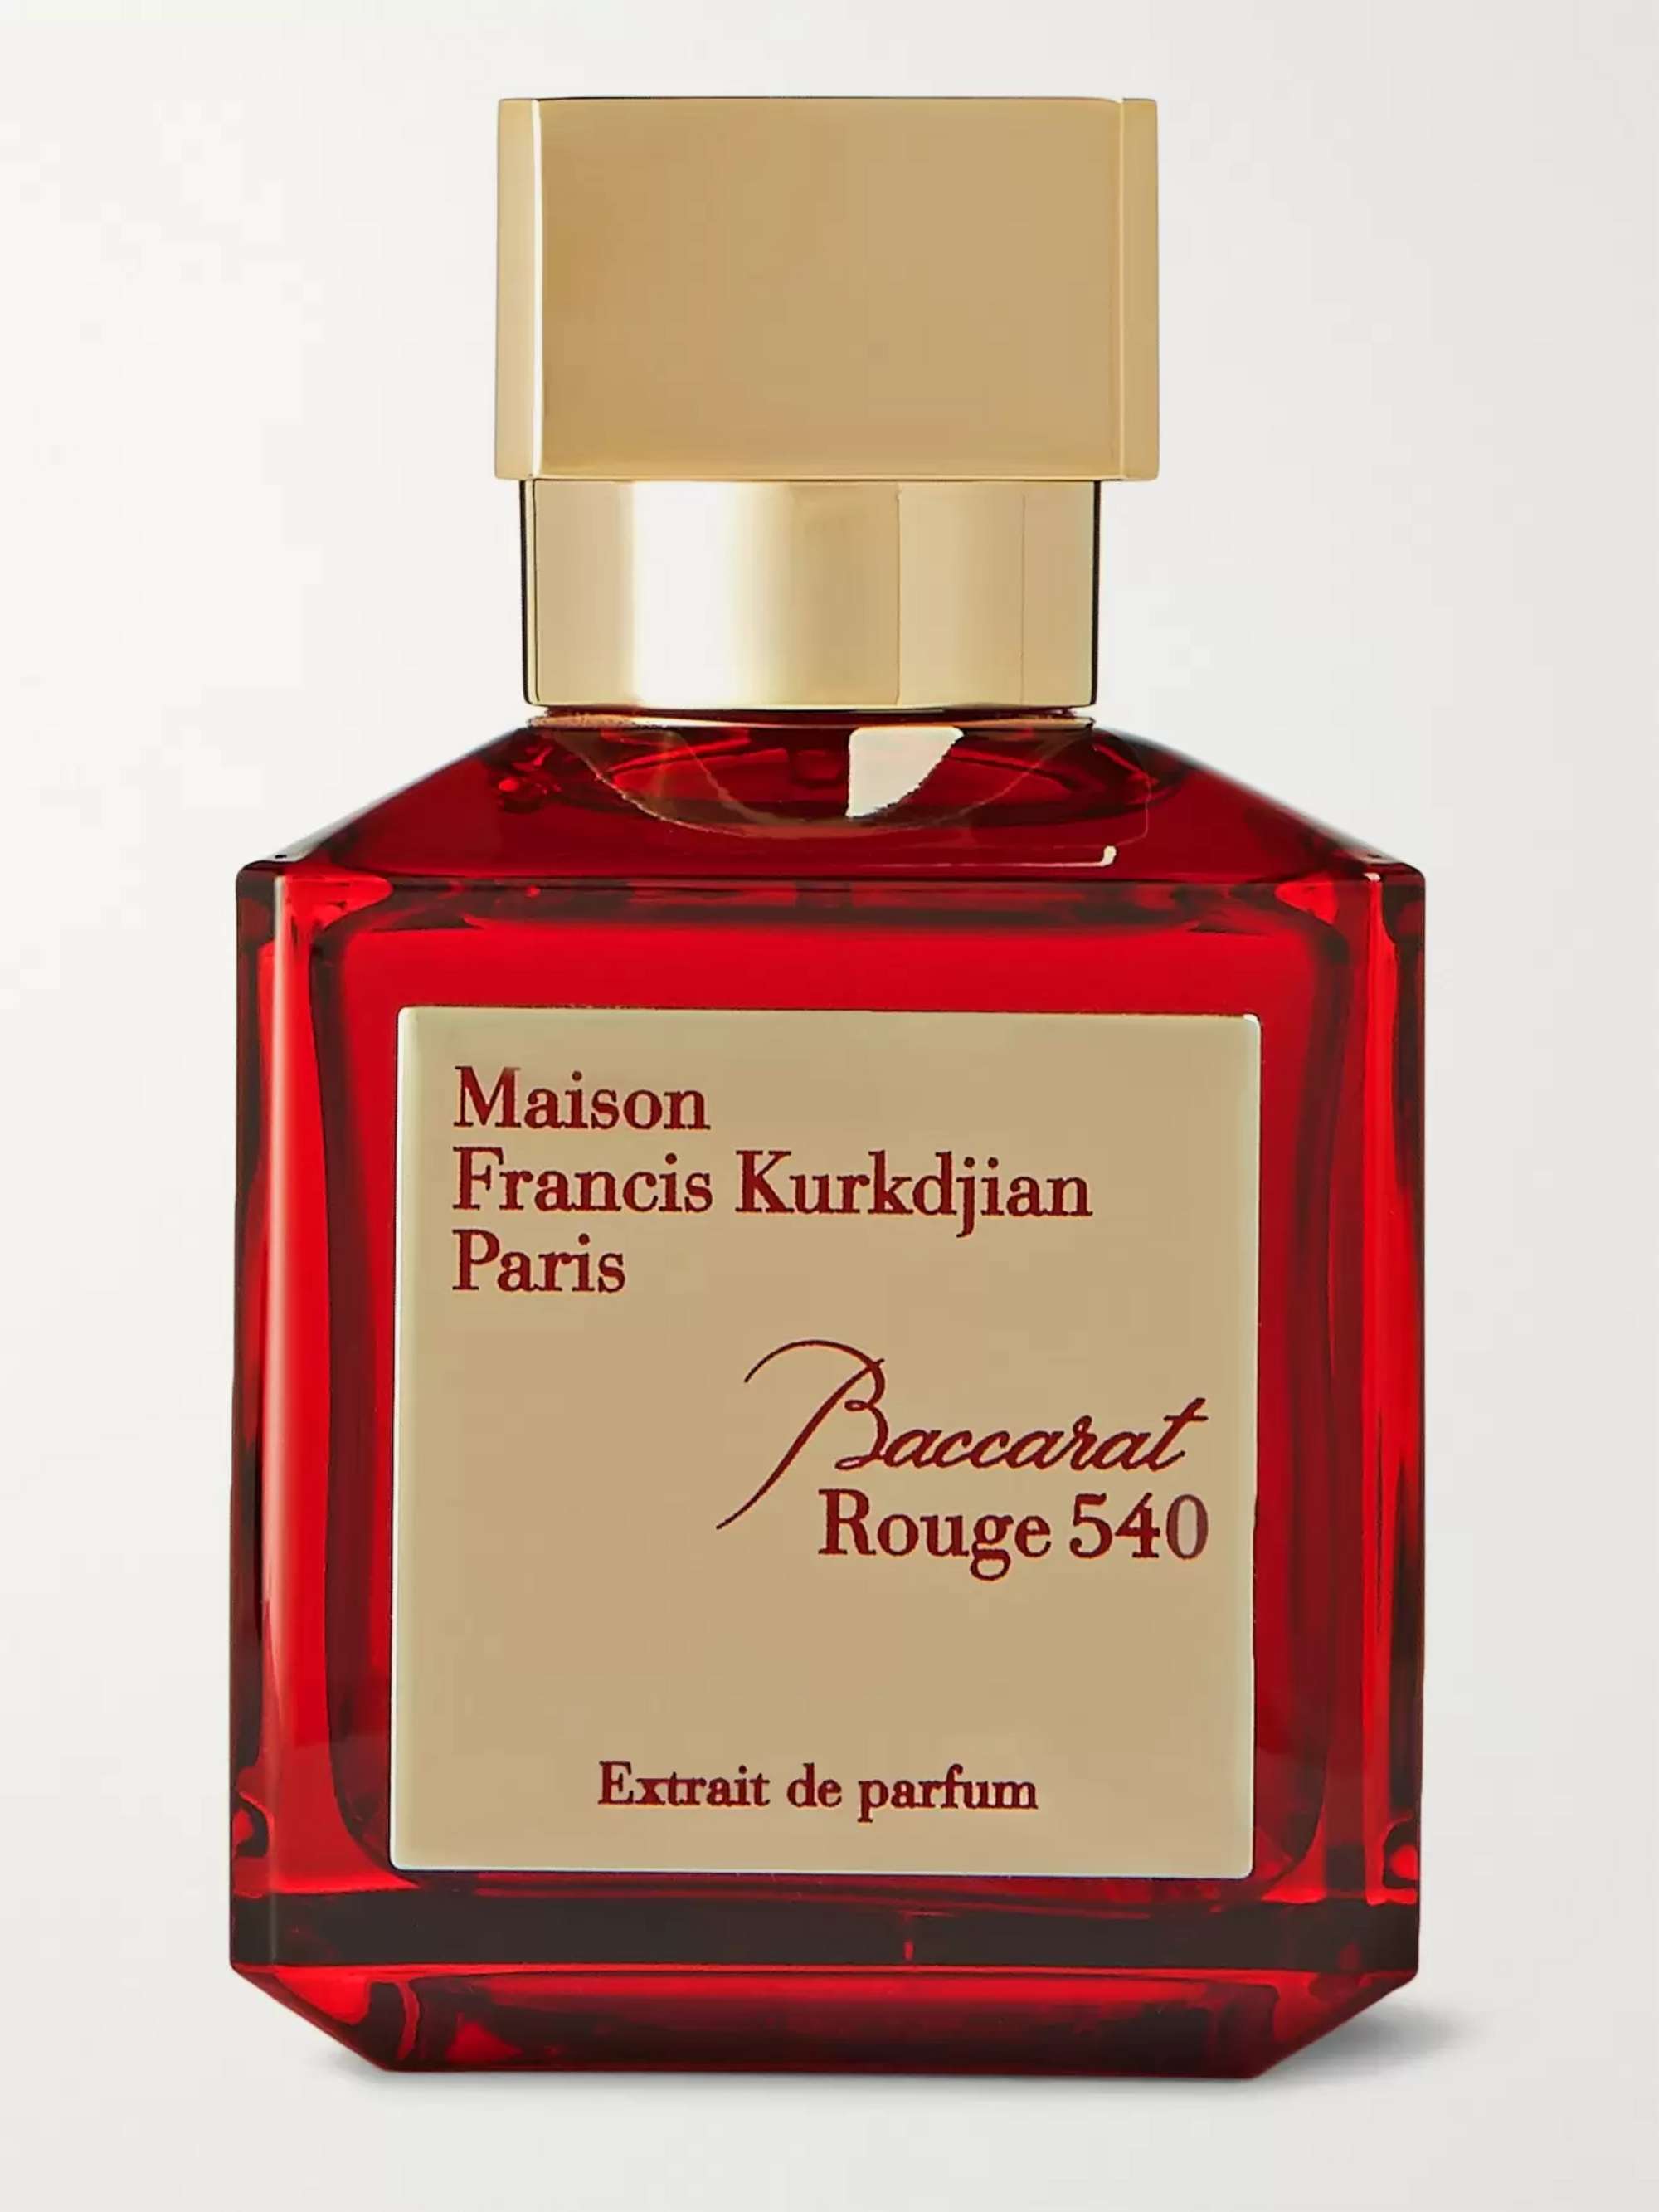 Maison
Francis Kurkdjian
Paris
Baccarat
Rouge 540
Extrait de parfum